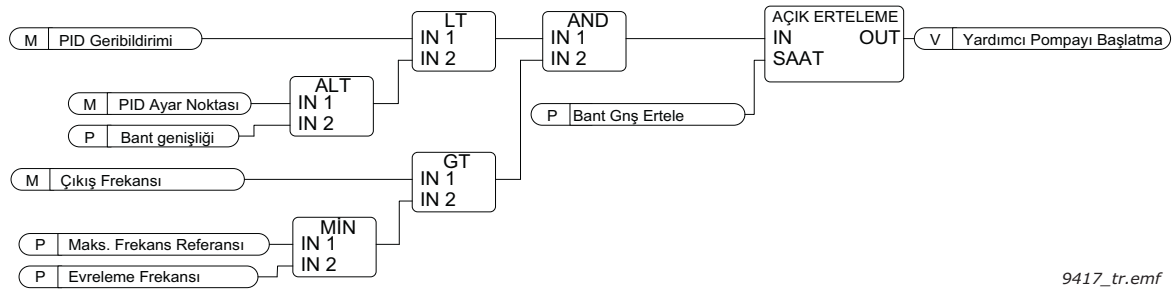 LT
M PID Geribildirimi
IN 1
IN 2
AND
IN 1
IN 2
AÇIK ERTELEME
IN OUT
SAAT
V Yardımcı Pompayı Başlatma
ALT
M PID Ayar Noktası
IN 1
P Bant genişliği
IN 2
P Bant Gnş Ertele
GT
M Çıkış Frekansı
IN 1
IN 2
MİN
P Maks. Frekans Referansı
IN 1
P Evreleme Frekansı
IN 2
9417_tr.emf